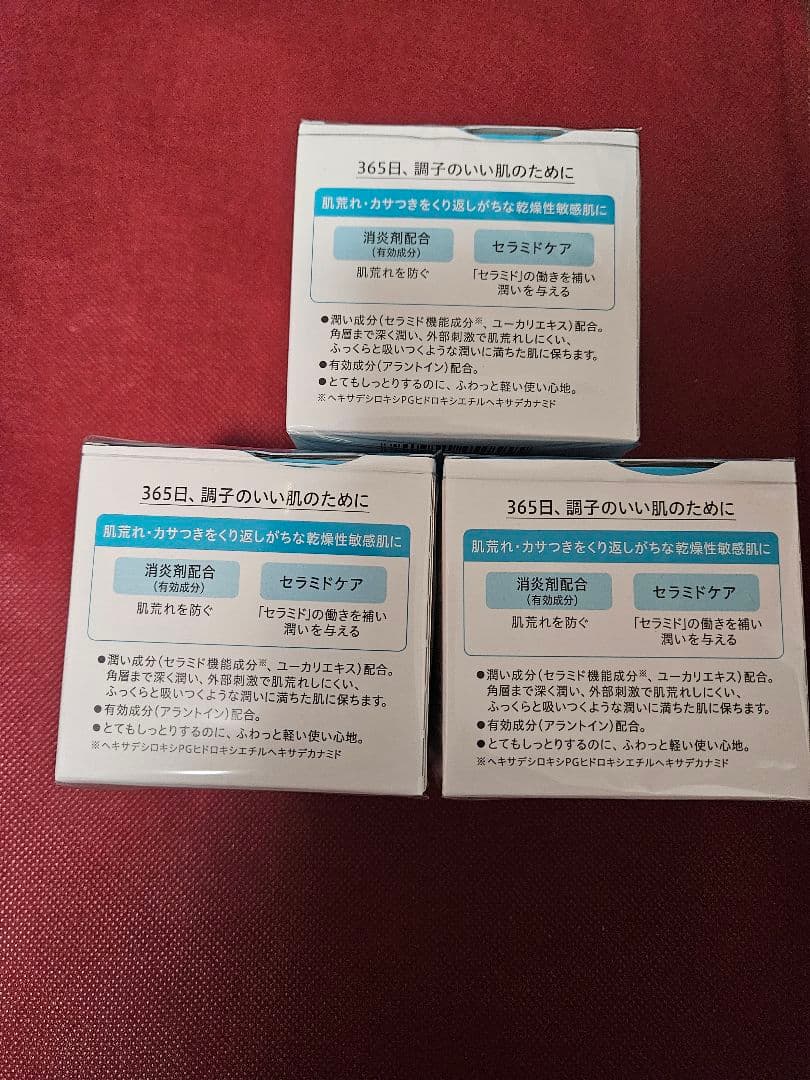 365日、調子のいい肌のために
肌荒れ・カサつきをくり返しがちな乾燥性敏感肌に
消炎剤配合
(有効成分)
肌荒れを防ぐ
セラミドケア
「セラミド」の働きを補い
潤いを与える
●潤い成分(セラミド機能成分※、ユーカリエキス)配合。
角層まで深く潤い、外部刺激で肌荒れしにくい、
ふっくらと吸いつくような潤いに満ちた肌に保ちます。
●有効成分(アラントイン)配合。
●とてもしっとりするのに、ふわっと軽い使い心地。
※ヘキサデシロキシPGヒドロキシエチルヘキサデカナミド
365日、調子のいい肌のために
肌荒れ・カサつきをくり返しがちな乾燥性敏感肌に
消炎剤配合
(有効成分)
肌荒れを防ぐ
セラミドケア
「セラミド」の働きを補い
潤いを与える
●潤い成分(セラミド機能成分※、ユーカリエキス)配合。
角層まで深く潤い、外部刺激で肌荒れしにくい、
ふっくらと吸いつくような潤いに満ちた肌に保ちます。
●有効成分(アラントイン)配合。
●とてもしっとりするのに、ふわっと軽い使い心地。
※ヘキサデシロキシPGヒドロキシエチルヘキサデカナミド
365日、調子のいい肌のために
肌荒れ・カサつきをくり返しがちな乾燥性敏感肌に
消炎剤配合
(有効成分)
肌荒れを防ぐ
セラミドケア
「セラミド」の働きを補い
潤いを与える
●潤い成分(セラミド機能成分※、ユーカリエキス)配合。
角層まで深く潤い、外部刺激で肌荒れしにくい、
ふっくらと吸いつくような潤いに満ちた肌に保ちます。
●有効成分(アラントイン)配合。
●とてもしっとりするのに、ふわっと軽い使い心地。
※ヘキサデシロキシPGヒドロキシエチルヘキサデカナミド